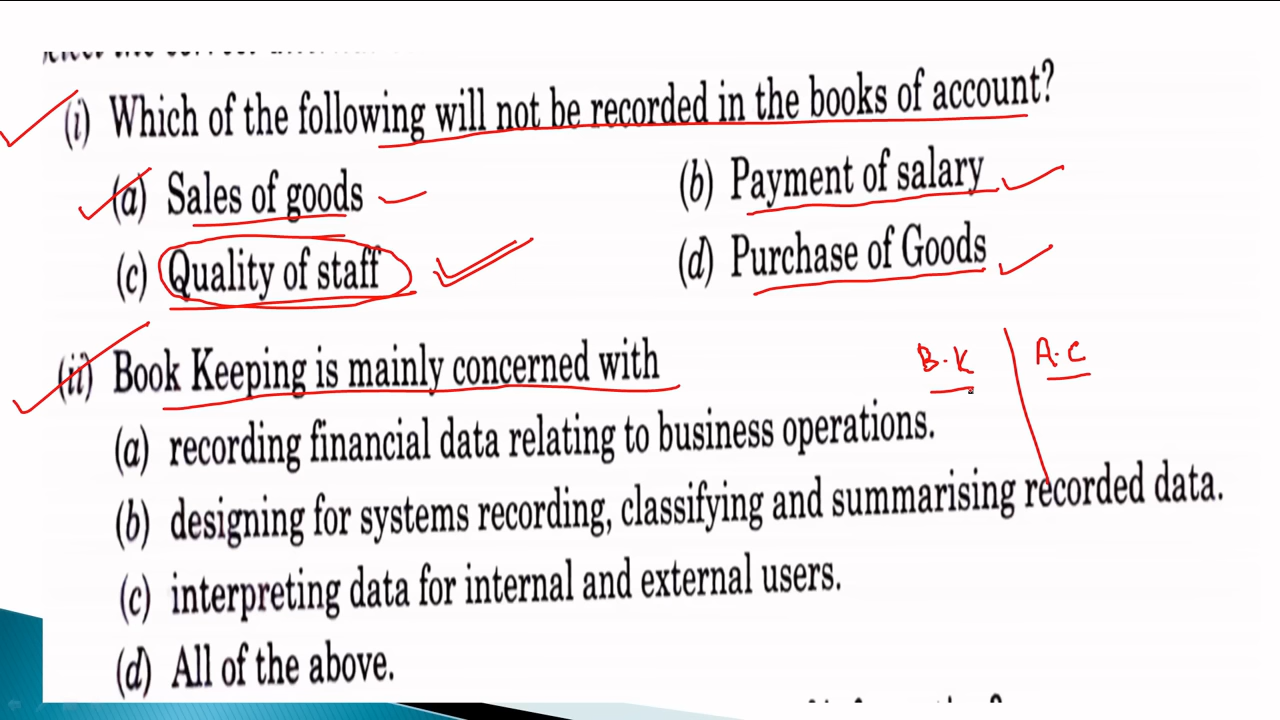 (i) Which of the following will not be recorded in the books of account?
(a) Sales of goods (b) Payment of salary
(c) Quality of staff (d) Purchase of Goods
(ii) Book Keeping is mainly concerned with
B.K A.C
(a) recording financial data relating to business operations.
(b) designing for systems recording, classifying and summarising recorded data.
(c) interpreting data for internal and external users.
(d) All of the above.